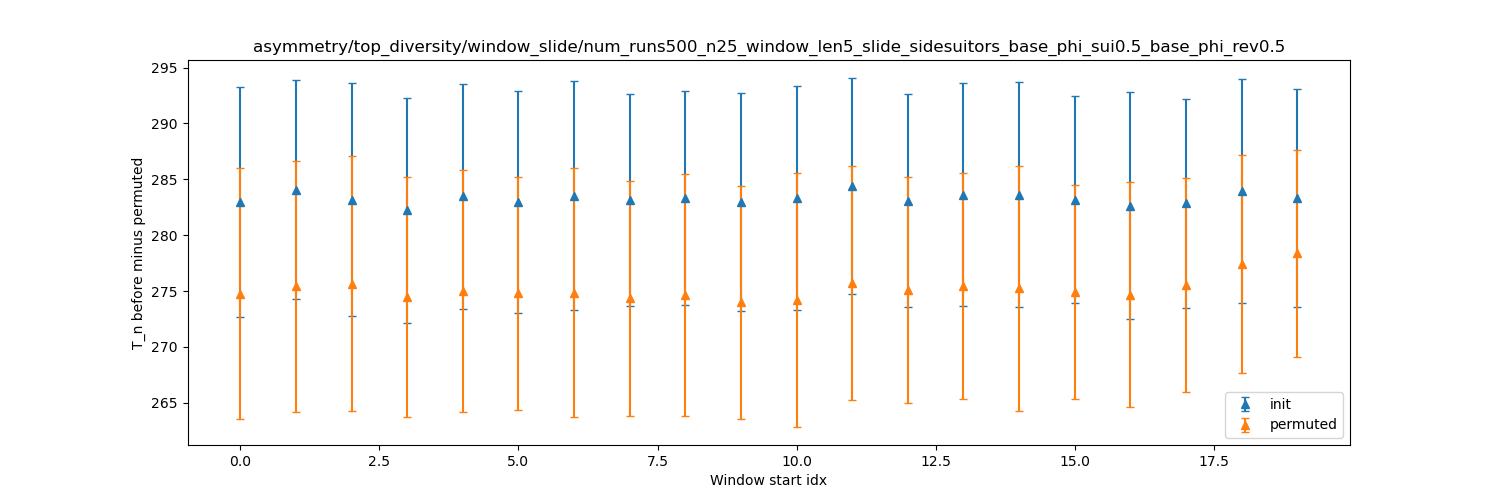 asymmetry/top_diversity/window_slide/num_runs500_n25_window_len5_slide_sidesuitors_base_phi_sui0.5_base_phi_rev0.5
T_n before minus permuted
295
290
285
280
275
270
265
0.0 2.5 5.0 7.5 10.0 12.5 15.0 17.5
Window start idx
init
permuted